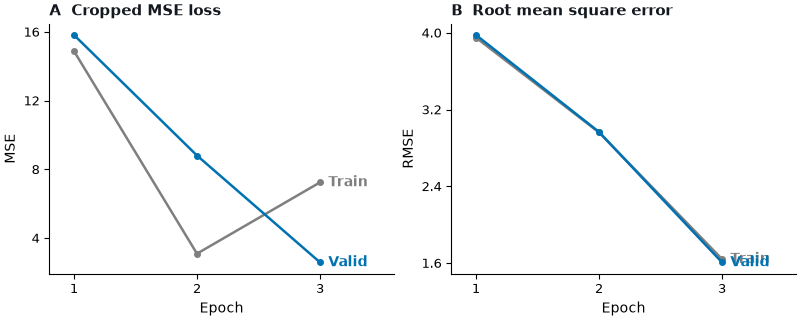 A Cropped MSE loss
16
12
8
4
MSE
1 2 3
Epoch
Train
Valid
B Root mean square error
4.0
3.2
2.4
1.6
RMSE
1 2 3
Epoch
Train
Valid